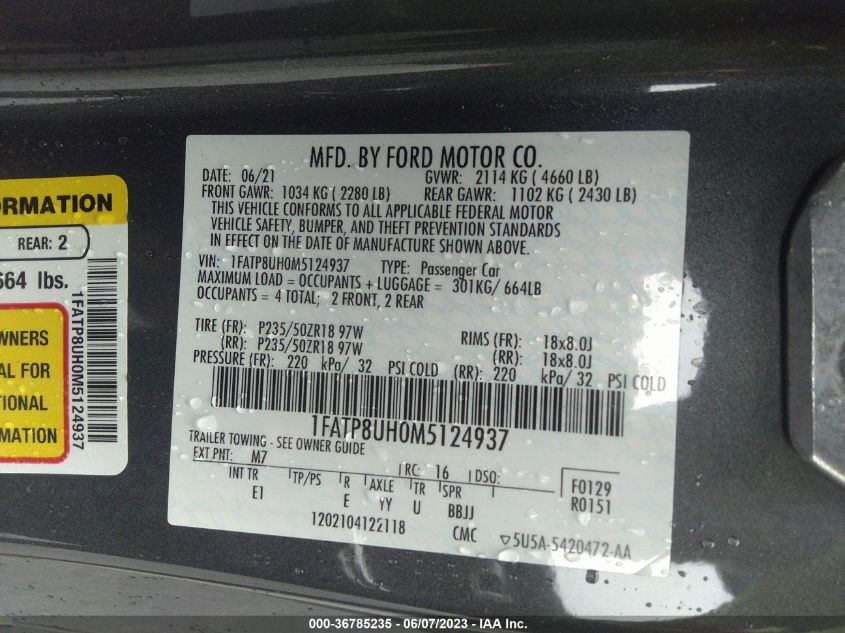 MFD. BY FORD MOTOR CO.
DATE: 06/21 GVWR: 2114 KG ( 4660 LB)
FRONT GAWR: 1034 KG ( 2280 LB) REAR GAWR: 1102 KG ( 2430 LB)
THIS VEHICLE CONFORMS TO ALL APPLICABLE FEDERAL MOTOR
VEHICLE SAFETY, BUMPER, AND THEFT PREVENTION STANDARDS
IN EFFECT ON THE DATE OF MANUFACTURE SHOWN ABOVE.
VIN: 1FATP8UH0M5124937 TYPE: Passenger Car
MAXIMUM LOAD = OCCUPANTS + LUGGAGE = 301KG/ 664LB
OCCUPANTS = 4 TOTAL; 2 FRONT, 2 REAR
TIRE (FR): P235/50ZR18 97W RIMS (FR): 18x8.0J
(RR): P235/50ZR18 97W (RR): 18x8.0J
PRESSURE (FR): 220 kPa/ 32 PSI COLD (RR): 220 kPa/ 32 PSI COLD
1FATP8UH0M5124937
TRAILER TOWING - SEE OWNER GUIDE
EXT PNT: M7 RC: 16 DSO:
INT TR TP/PS R AXLE TR SPR F0129
E1 E YY U BBJJ R0151
1202104122118 CMC ▽5U5A-5420472-AA
ORMATION
REAR: 2
664 lbs.
WNERS
AL FOR
TIONAL
RMATION
1FATP8UH0M5124937
000-36785235 - 06/07/2023 - IAA Inc.